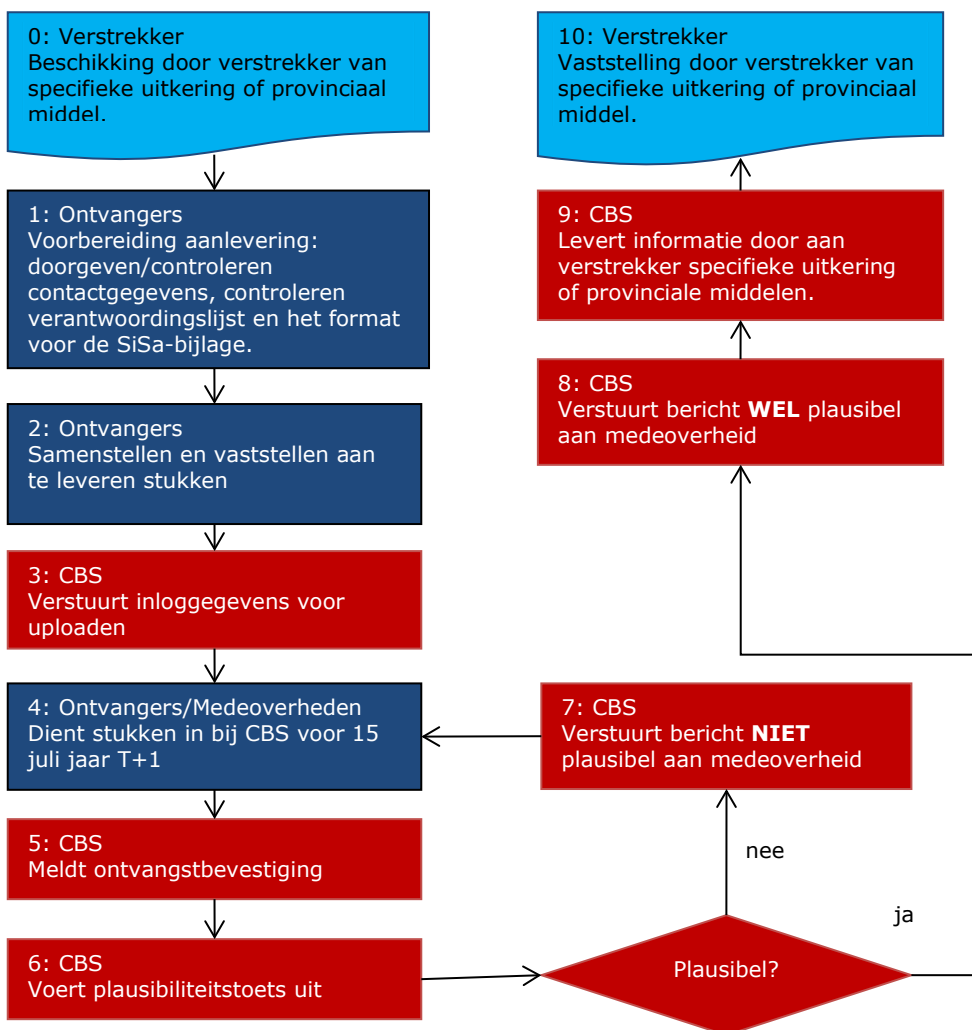 0: Verstrekker
Beschikking door verstrekker van
specifieke uitkering of provinciaal
middel.
1: Ontvangers
Voorbereiding aanlevering:
doorgeven/controleren
contactgegevens, controleren
verantwoordingslijst en het format
voor de SiSa-bijlage.
2: Ontvangers
Samenstellen en vaststellen aan
te leveren stukken
3: CBS
Verstuurt inloggegevens voor
uploaden
4: Ontvangers/Medeoverheden
Dient stukken in bij CBS voor 15
juli jaar T+1
5: CBS
Meldt ontvangstbevestiging
6: CBS
Voert plausibiliteitstoets uit
Plausibel?
nee
ja
7: CBS
Verstuurt bericht NIET
plausibel aan medeoverheid
8: CBS
Verstuurt bericht WEL plausibel
aan medeoverheid
9: CBS
Levert informatie door aan
verstrekker specifieke uitkering
of provinciale middelen.
10: Verstrekker
Vaststelling door verstrekker van
specifieke uitkering of provinciaal
middel.